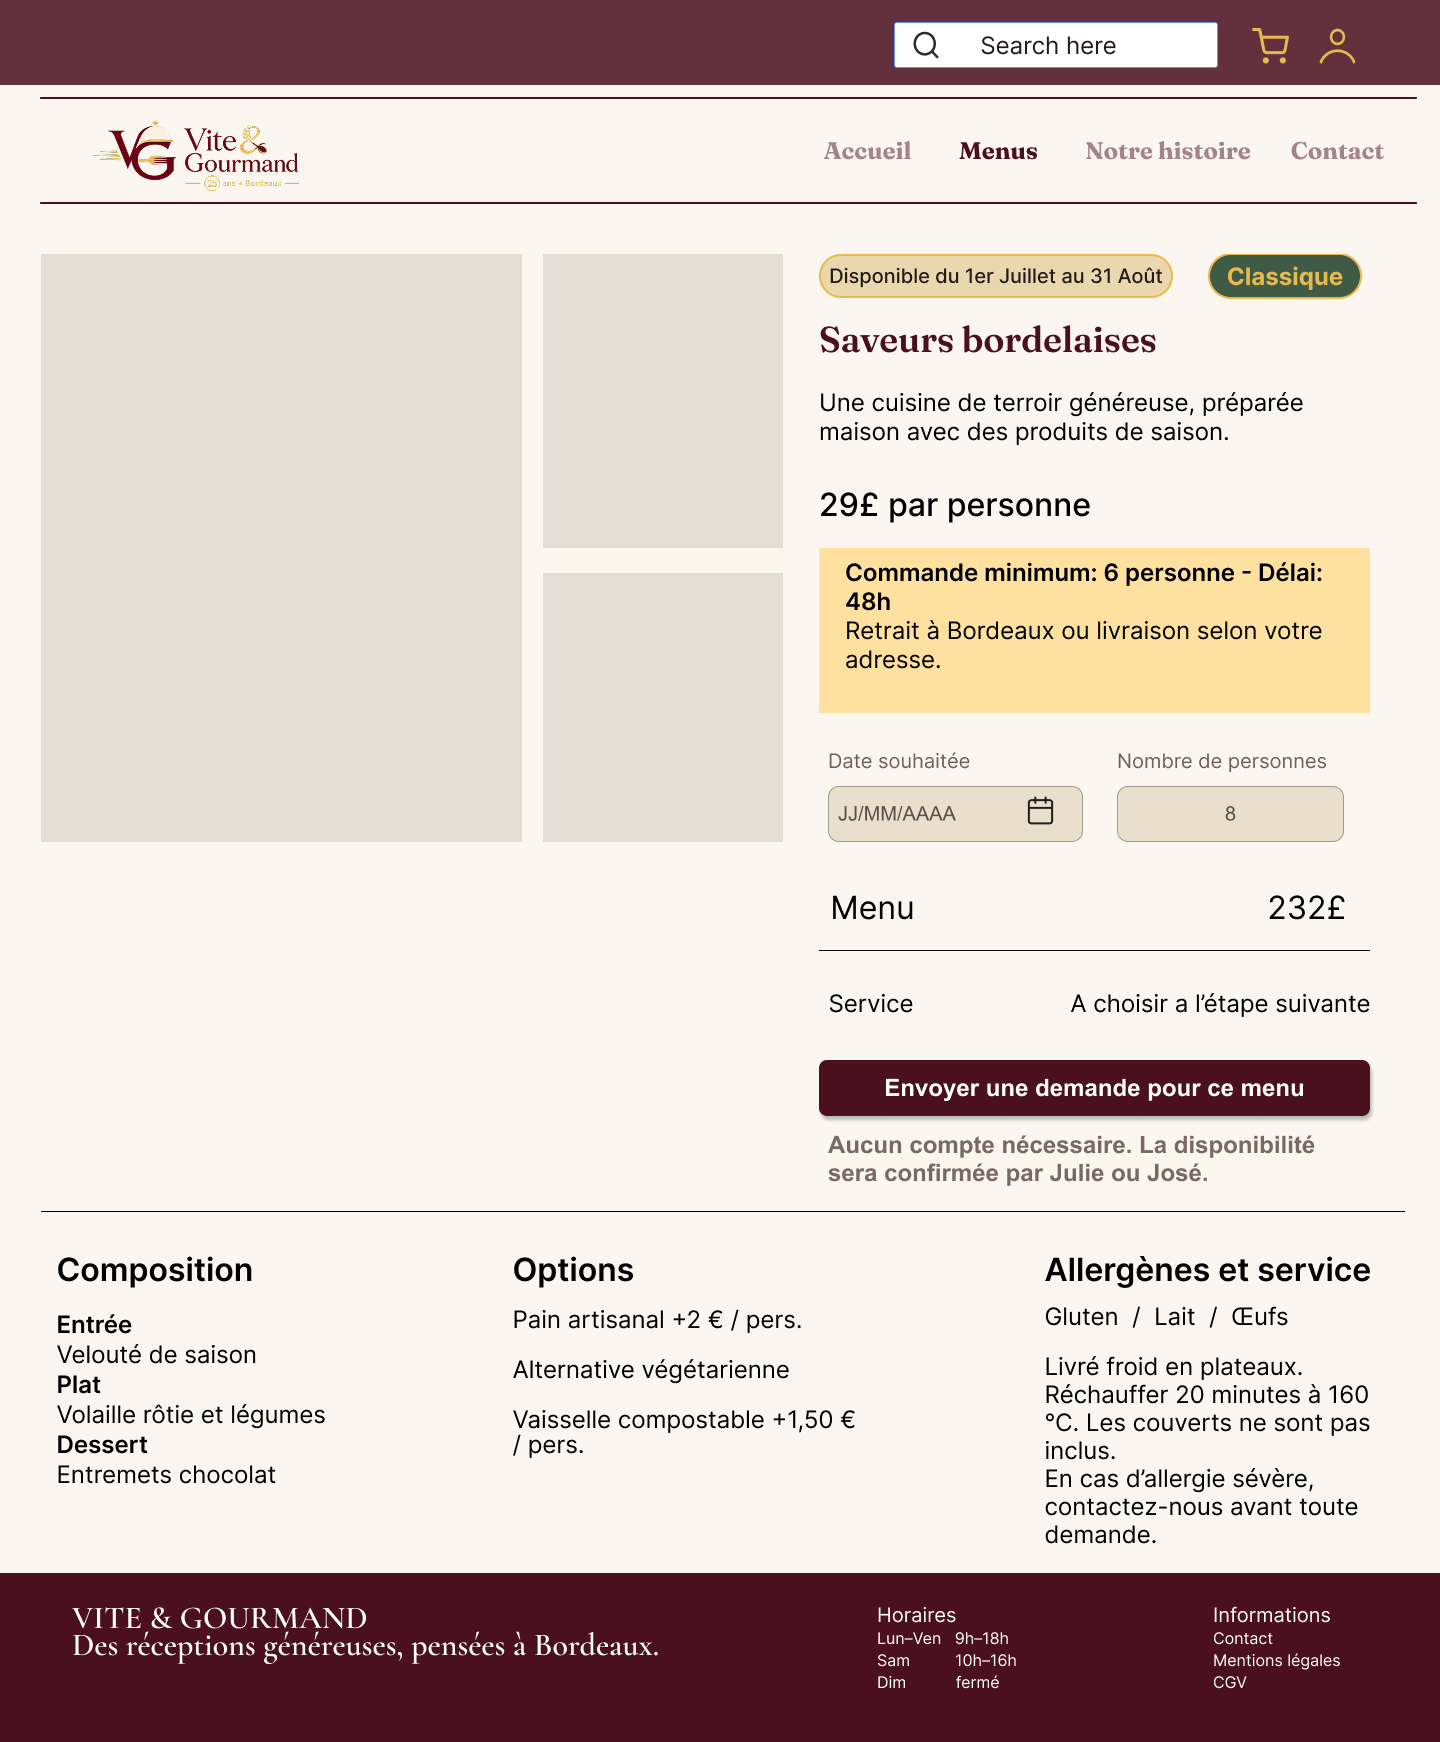 Search here
Vite &
Gourmand
25 ans • Bordeaux
Accueil
Menus
Notre histoire
Contact
Disponible du 1er Juillet au 31 Août
Classique
Saveurs bordelaises
Une cuisine de terroir généreuse, préparée
maison avec des produits de saison.
29£ par personne
Commande minimum: 6 personne - Délai:
48h
Retrait à Bordeaux ou livraison selon votre
adresse.
Date souhaitée
Nombre de personnes
JJ/MM/AAAA
8
Menu
232£
Service
A choisir a l’étape suivante
Envoyer une demande pour ce menu
Aucun compte nécessaire. La disponibilité
sera confirmée par Julie ou José.
Composition
Entrée
Velouté de saison
Plat
Volaille rôtie et légumes
Dessert
Entremets chocolat
Options
Pain artisanal +2 € / pers.
Alternative végétarienne
Vaisselle compostable +1,50 €
/ pers.
Allergènes et service
Gluten / Lait / Œufs
Livré froid en plateaux.
Réchauffer 20 minutes à 160
°C. Les couverts ne sont pas
inclus.
En cas d’allergie sévère,
contactez-nous avant toute
demande.
VITE & GOURMAND
Des réceptions généreuses, pensées à Bordeaux.
Horaires
Lun–Ven 9h–18h
Sam 10h–16h
Dim fermé
Informations
Contact
Mentions légales
CGV